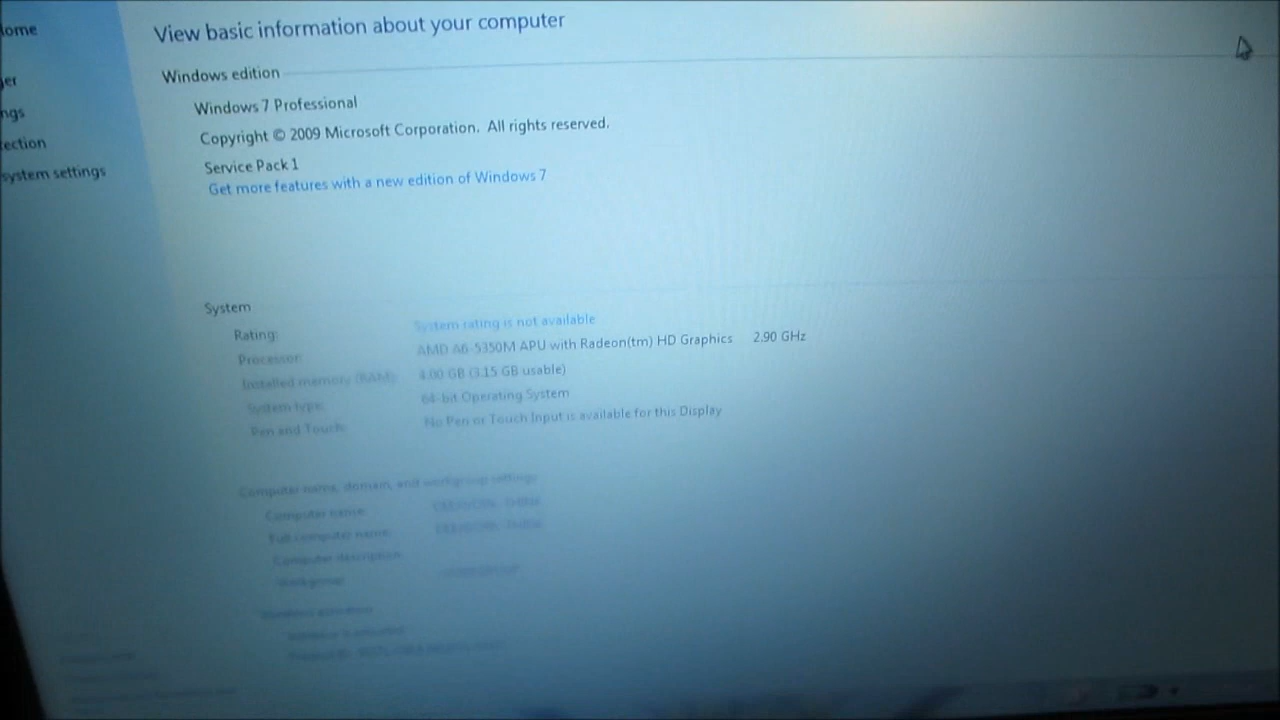 View basic information about your computer
Windows edition
Windows 7 Professional
Copyright © 2009 Microsoft Corporation. All rights reserved.
Service Pack 1
Get more features with a new edition of Windows 7
system settings
System
Rating: System rating is not available
Processor: AMD A6-5350M APU with Radeon(tm) HD Graphics 2.90 GHz
Installed memory (RAM): 4.00 GB (3.15 GB usable)
System type: 64-bit Operating System
Pen and Touch: No Pen or Touch Input is available for this Display
Computer name, domain, and workgroup settings
Computer name:
Full computer name:
Computer description:
Workgroup: